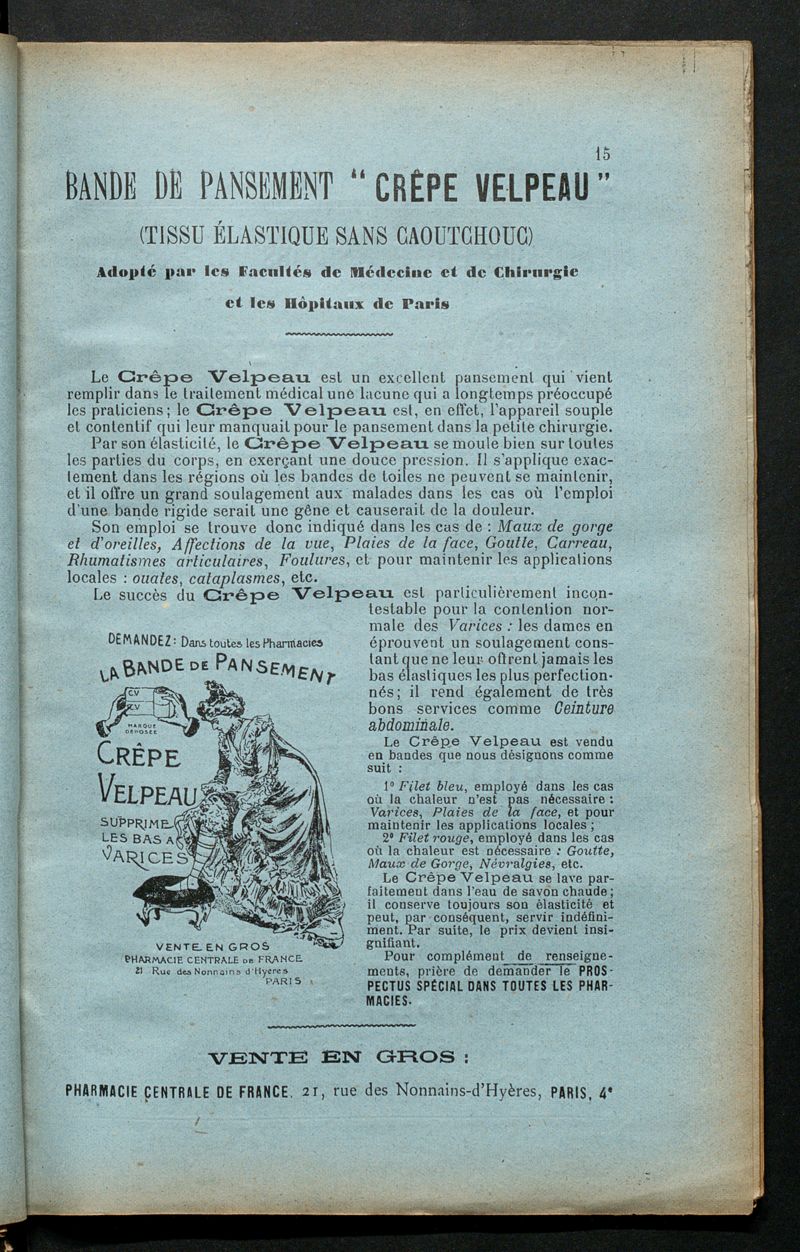 15
BANDE DE PANSEMENT “CRÊPE VELPEAU”
(TISSU ÉLASTIQUE SANS CAOUTCHOUC)
Adopté par les Facultés de Médecine et de Chirurgie
et les Hôpitaux de Paris
Le Crêpe Velpeau est un excellent pansement qui vient
remplir dans le traitement médical une lacune qui a longtemps préoccupé
les praticiens; le Crêpe Velpeau est, en effet, l'appareil souple
et contentif qui leur manquait pour le pansement dans la petite chirurgie.
Par son élasticité, le Crêpe Velpeau se moule bien sur toutes
les parties du corps, en exerçant une douce pression. Il s'applique exac-
tement dans les régions où les bandes de toiles ne peuvent se maintenir,
et il offre un grand soulagement aux malades dans les cas où l'emploi
d'une bande rigide serait une gêne et causerait de la douleur.
Son emploi se trouve donc indiqué dans les cas de : Maux de gorge
et d'oreilles, Affections de la vue, Plaies de la face, Goutte, Carreau,
Rhumatismes articulaires, Foulures, et pour maintenir les applications
locales : ouates, cataplasmes, etc.
Le succès du Crêpe Velpeau est particulièrement incon-
testable pour la contention nor-
male des Varices : les dames en
éprouvent un soulagement cons-
tant que ne leur offrent jamais les
bas élastiques les plus perfection-
nés; il rend également de très
bons services comme Ceinture
abdominale.
Le Crêpe Velpeau est vendu
en bandes que nous désignons comme
suit :
1º Filet bleu, employé dans les cas
où la chaleur n'est pas nécessaire :
Varices, Plaies de la face, et pour
maintenir les applications locales ;
2º Filet rouge, employé dans les cas
où la chaleur est nécessaire : Goutte,
Maux de Gorge, Névralgies, etc.
Le Crêpe Velpeau se lave par-
faitement dans l'eau de savon chaude;
il conserve toujours son élasticité et
peut, par conséquent, servir indéfini-
ment. Par suite, le prix devient insi-
gnifiant.
Pour complément de renseigne-
ments, prière de demander le PROS-
PECTUS SPÉCIAL DANS TOUTES LES PHAR-
MACIES.
DEMANDEZ: Dans toutes les Pharmacies
LA BANDE DE PANSEMENT
C.V
C.V
MARQUE
DÉPOSÉE
CRÊPE
VELPEAU
SUPPRIME
LES BAS A
VARICES
VENTE EN GROS
PHARMACIE CENTRALE DE FRANCE
21 Rue des Nonnains d'Hyères
PARIS
VENTE EN GROS :
PHARMACIE CENTRALE DE FRANCE, 21, rue des Nonnains-d'Hyères, PARIS, 4ᵉ